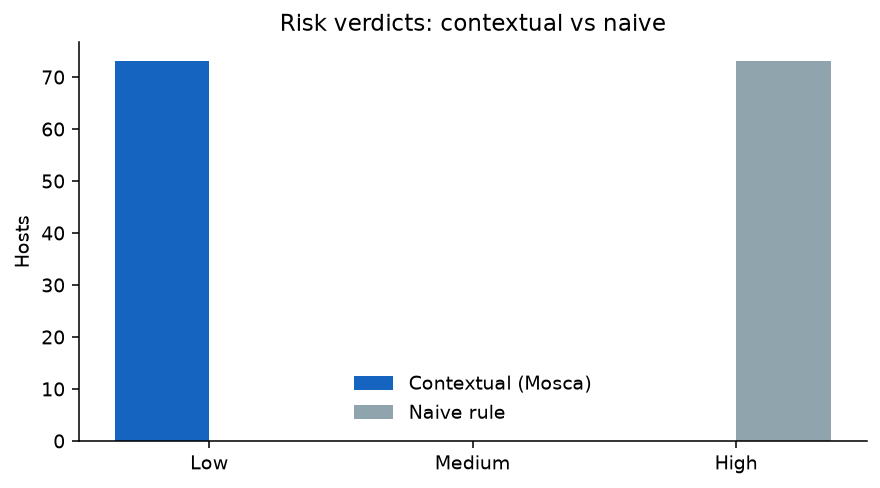 Risk verdicts: contextual vs naive
70
60
50
40
30
20
10
0
Hosts
Contextual (Mosca)
Naive rule
Low Medium High